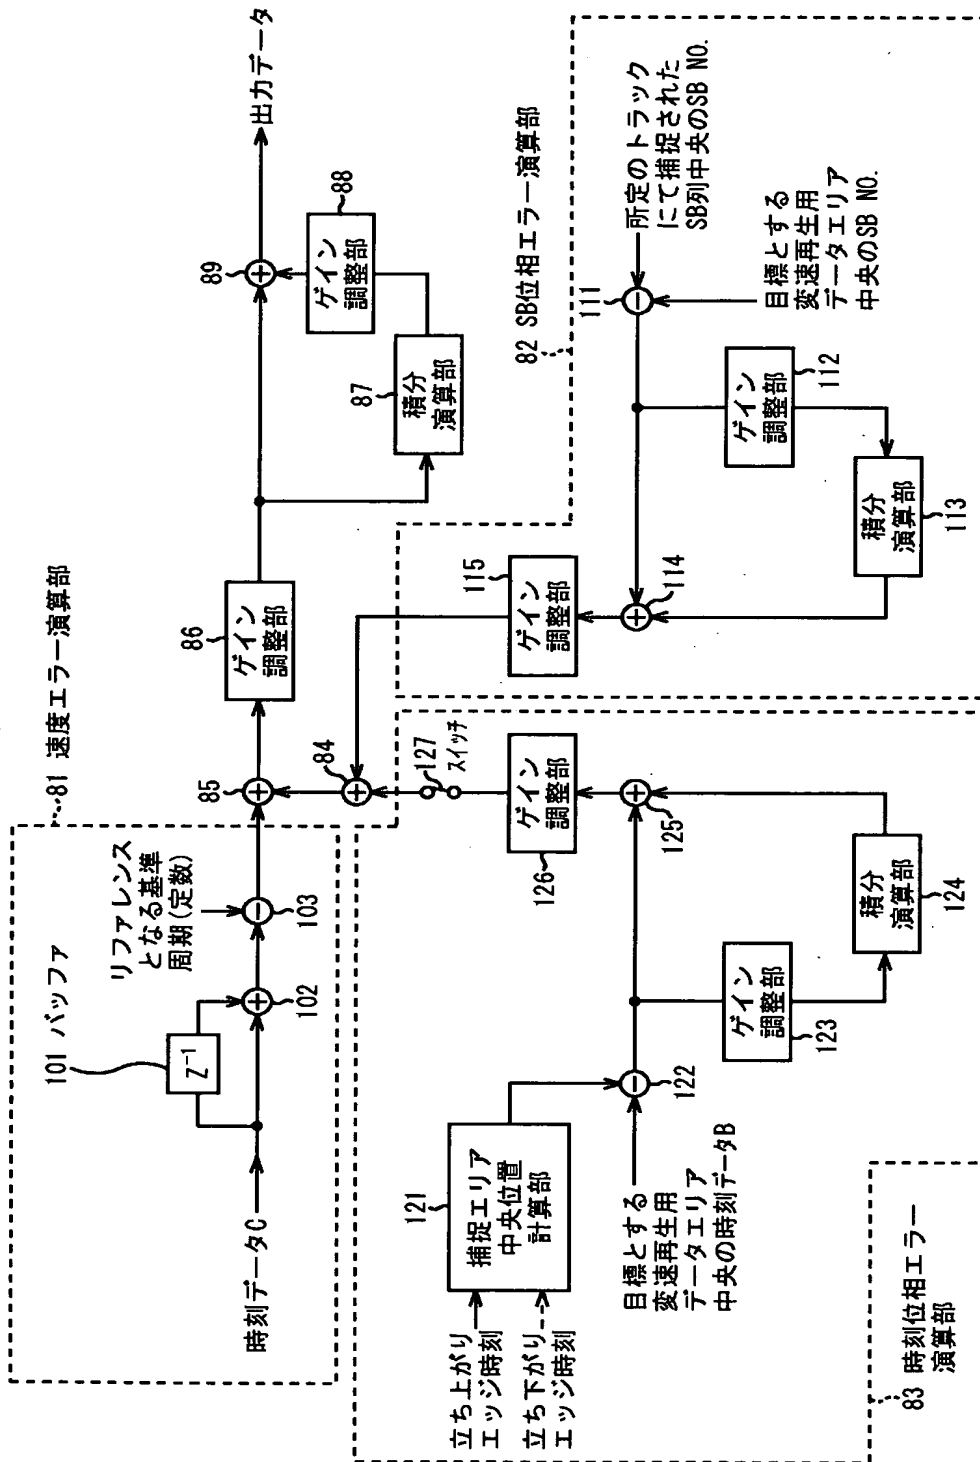 81 速度エラー演算部
101 バッファ
Z⁻¹
時刻データC
102
リファレンス
となる基準
周期(定数)
103
85
86
ゲイン
調整部
87
積分
演算部
88
ゲイン
調整部
89
出力データ
84
127
スイッチ
82 SB位相エラー演算部
所定のトラック
にて捕捉された
SB列中央のSB NO.
111
目標とする
変速再生用
データエリア
中央のSB NO.
112
ゲイン
調整部
113
積分
演算部
114
115
ゲイン
調整部
83 時刻位相エラー
演算部
立ち上がり
エッジ時刻
立ち下がり
エッジ時刻
121
捕捉エリア
中央位置
計算部
目標とする
変速再生用
データエリア
中央の時刻データB
122
123
ゲイン
調整部
124
積分
演算部
125
126
ゲイン
調整部